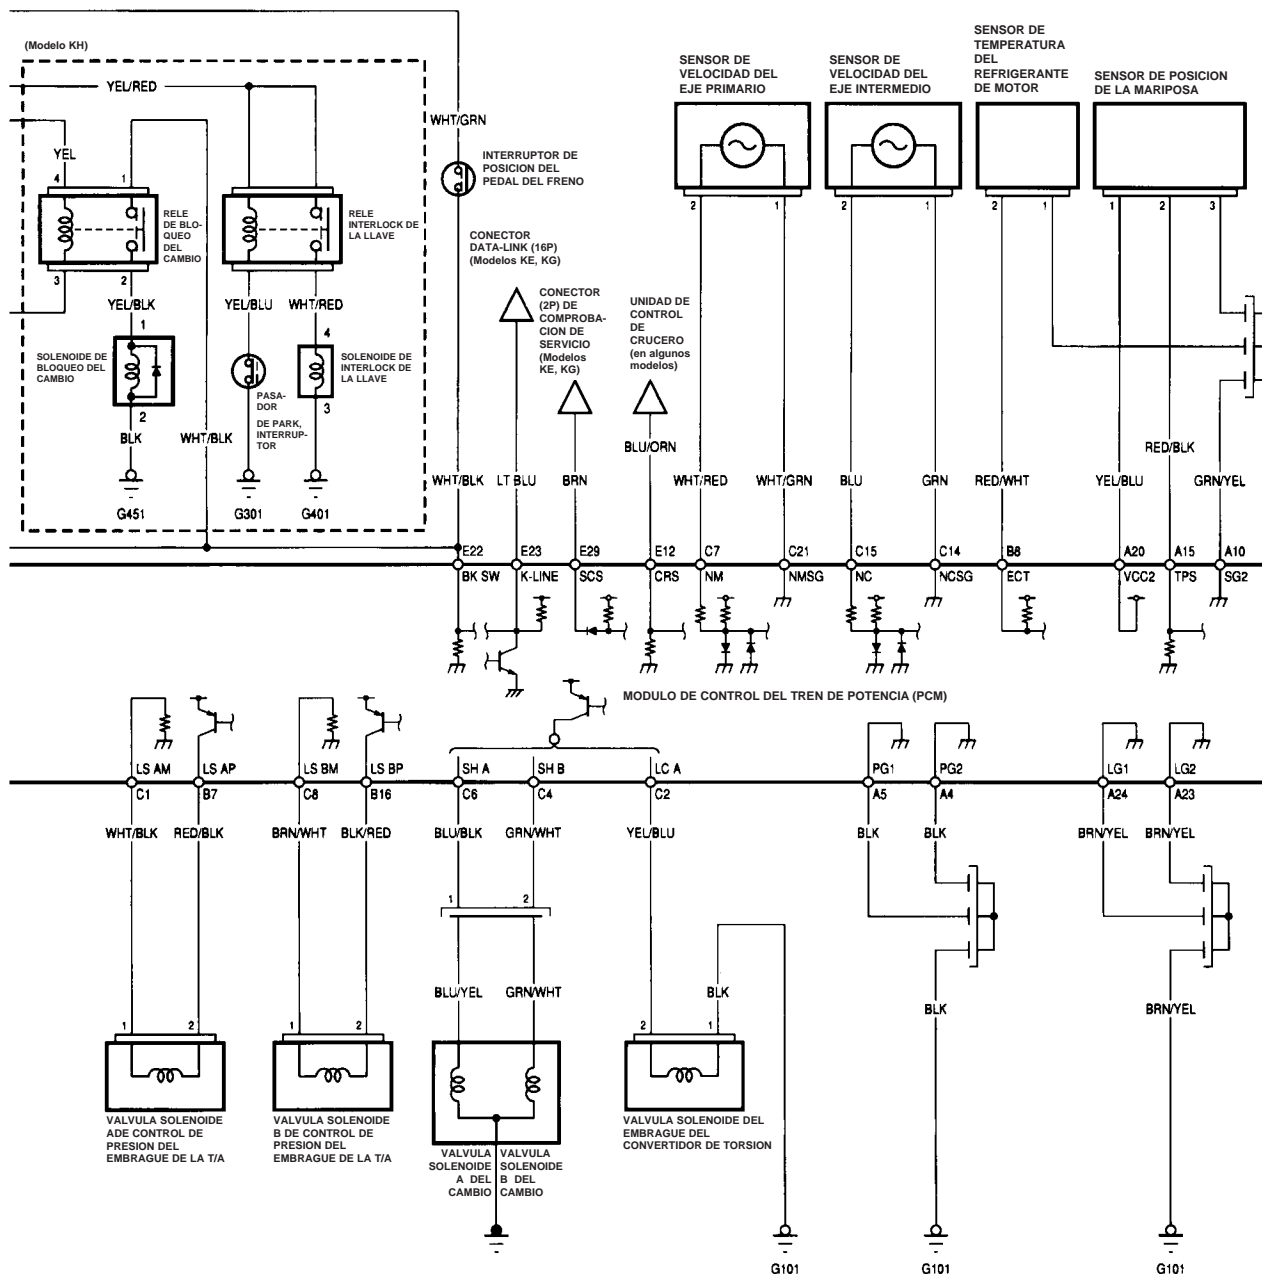 (Modelo KH)
YEL/RED
YEL
4
1
RELE
DE BLO-
QUEO
DEL
CAMBIO
RELE
INTERLOCK DE
LA LLAVE
3
2
YEL/BLK
YEL/BLU
WHT/RED
1
4
SOLENOIDE DE
BLOQUEO DEL
CAMBIO
SOLENOIDE DE
INTERLOCK DE
LA LLAVE
PASA-
DOR
DE PARK,
INTERRUP-
TOR
2
3
BLK
WHT/BLK
G451
G301
G401
WHT/GRN
INTERRUPTOR DE
POSICION DEL
PEDAL DEL FRENO
CONECTOR
DATA-LINK (16P)
(Modelos KE, KG)
CONECTOR
(2P) DE
COMPROBA-
CION DE
SERVICIO
(Modelos
KE, KG)
UNIDAD DE
CONTROL
DE
CRUCERO
(en algunos
modelos)
SENSOR DE
VELOCIDAD DEL
EJE PRIMARIO
SENSOR DE
VELOCIDAD DEL
EJE INTERMEDIO
SENSOR DE
TEMPERATURA
DEL
REFRIGERANTE
DE MOTOR
SENSOR DE POSICION
DE LA MARIPOSA
2
1
2
1
2
1
1
2
3
BLU/ORN
RED/BLK
WHT/BLK
LT BLU
BRN
WHT/RED
WHT/GRN
BLU
GRN
RED/WHT
YEL/BLU
GRN/YEL
E22
E23
E29
E12
C7
C21
C15
C14
B8
A20
A15
A10
BK SW
K-LINE
SCS
CRS
NM
NMSG
NC
NCSG
ECT
VCC2
TPS
SG2
MODULO DE CONTROL DEL TREN DE POTENCIA (PCM)
LS AM
LS AP
LS BM
LS BP
SH A
SH B
LC A
PG1
PG2
LG1
LG2
C1
B7
C8
B16
C6
C4
C2
A5
A4
A24
A23
WHT/BLK
RED/BLK
BRN/WHT
BLK/RED
BLU/BLK
GRN/WHT
YEL/BLU
BLK
BLK
BRN/YEL
BRN/YEL
1
2
BLU/YEL
GRN/WHT
BLK
BLK
BRN/YEL
1
2
1
2
2
1
VALVULA SOLENOIDE
ADE CONTROL DE
PRESION DEL
EMBRAGUE DE LA T/A
VALVULA SOLENOIDE
B DE CONTROL DE
PRESION DEL
EMBRAGUE DE LA T/A
VALVULA
SOLENOIDE
A DEL
CAMBIO
VALVULA
SOLENOIDE
B DEL
CAMBIO
VALVULA SOLENOIDE DEL
EMBRAGUE DEL
CONVERTIDOR DE TORSION
G101
G101
G101